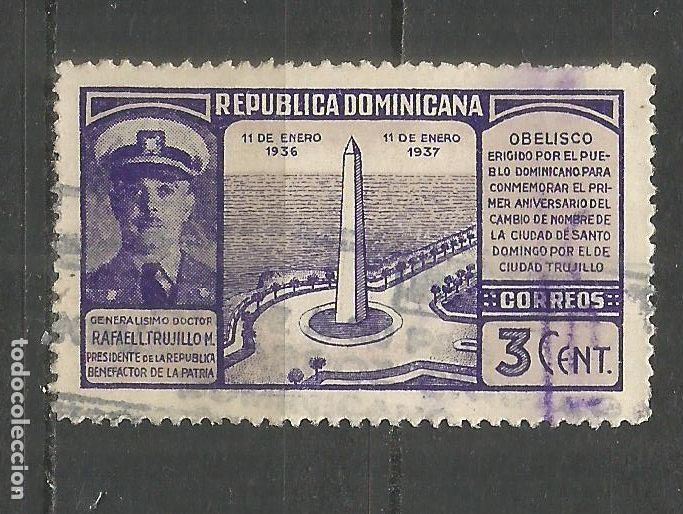 REPUBLICA DOMINICANA
11 DE ENERO
1936
11 DE ENERO
1937
OBELISCO
ERIGIDO POR EL PUE-
BLO DOMINICANO PARA
CONMEMORAR EL PRI-
MER ANIVERSARIO DEL
CAMBIO DE NOMBRE DE
LA CIUDAD DE SANTO
DOMINGO POR EL DE
CIUDAD TRUJILLO
CORREOS
3 CENT.
GENERALISIMO DOCTOR
RAFAEL L. TRUJILLO M.
PRESIDENTE DE LA REPUBLICA
BENEFACTOR DE LA PATRIA
todocoleccion